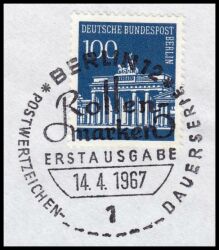 DEUTSCHE BUNDESPOST
BERLIN
100
BERLIN 12
Rollen-
marken
ERSTAUSGABE
14.4.1967
1
* POSTWERTZEICHEN-
DAUERSERIE